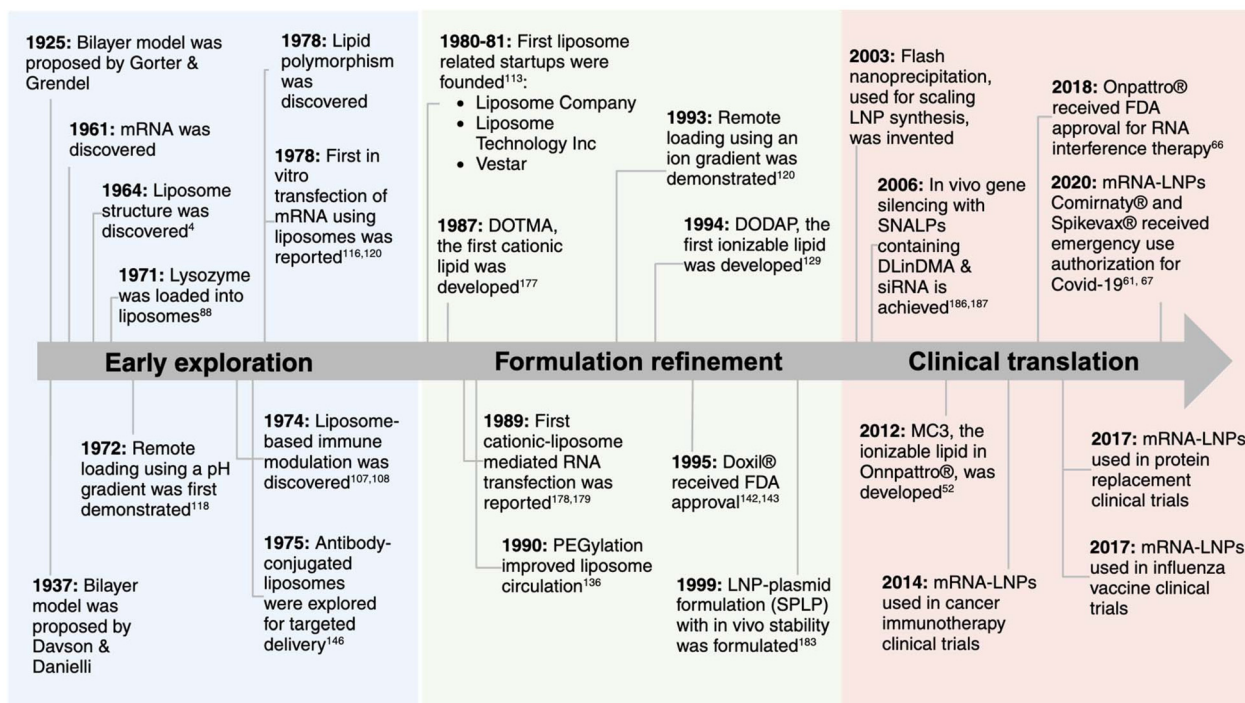 1925: Bilayer model was
proposed by Gorter &
Grendel
1961: mRNA was
discovered
1964: Liposome
structure was
discovered4
1971: Lysozyme
was loaded into
liposomes88
1978: Lipid
polymorphism
was
discovered
1978: First in
vitro
transfection of
mRNA using
liposomes was
reported116,120
1980-81: First liposome
related startups were
founded113:
• Liposome Company
• Liposome
Technology Inc
• Vestar
1987: DOTMA,
the first cationic
lipid was
developed177
1993: Remote
loading using an
ion gradient was
demonstrated120
1994: DODAP, the
first ionizable lipid
was developed129
2003: Flash
nanoprecipitation,
used for scaling
LNP synthesis,
was invented
2006: In vivo gene
silencing with
SNALPs
containing
DLinDMA &
siRNA is
achieved186,187
2018: Onpattro®
received FDA
approval for RNA
interference therapy66
2020: mRNA-LNPs
Comirnaty® and
Spikevax® received
emergency use
authorization for
Covid-1961, 67
Early exploration
Formulation refinement
Clinical translation
1972: Remote
loading using a pH
gradient was first
demonstrated118
1937: Bilayer
model was
proposed by
Davson &
Danielli
1974: Liposome-
based immune
modulation was
discovered107,108
1975: Antibody-
conjugated
liposomes
were explored
for targeted
delivery146
1989: First
cationic-liposome
mediated RNA
transfection was
reported178,179
1990: PEGylation
improved liposome
circulation136
1995: Doxil®
received FDA
approval142,143
1999: LNP-plasmid
formulation (SPLP)
with in vivo stability
was formulated183
2012: MC3, the
ionizable lipid in
Onnpattro®, was
developed52
2014: mRNA-LNPs
used in cancer
immunotherapy
clinical trials
2017: mRNA-LNPs
used in protein
replacement
clinical trials
2017: mRNA-LNPs
used in influenza
vaccine clinical
trials